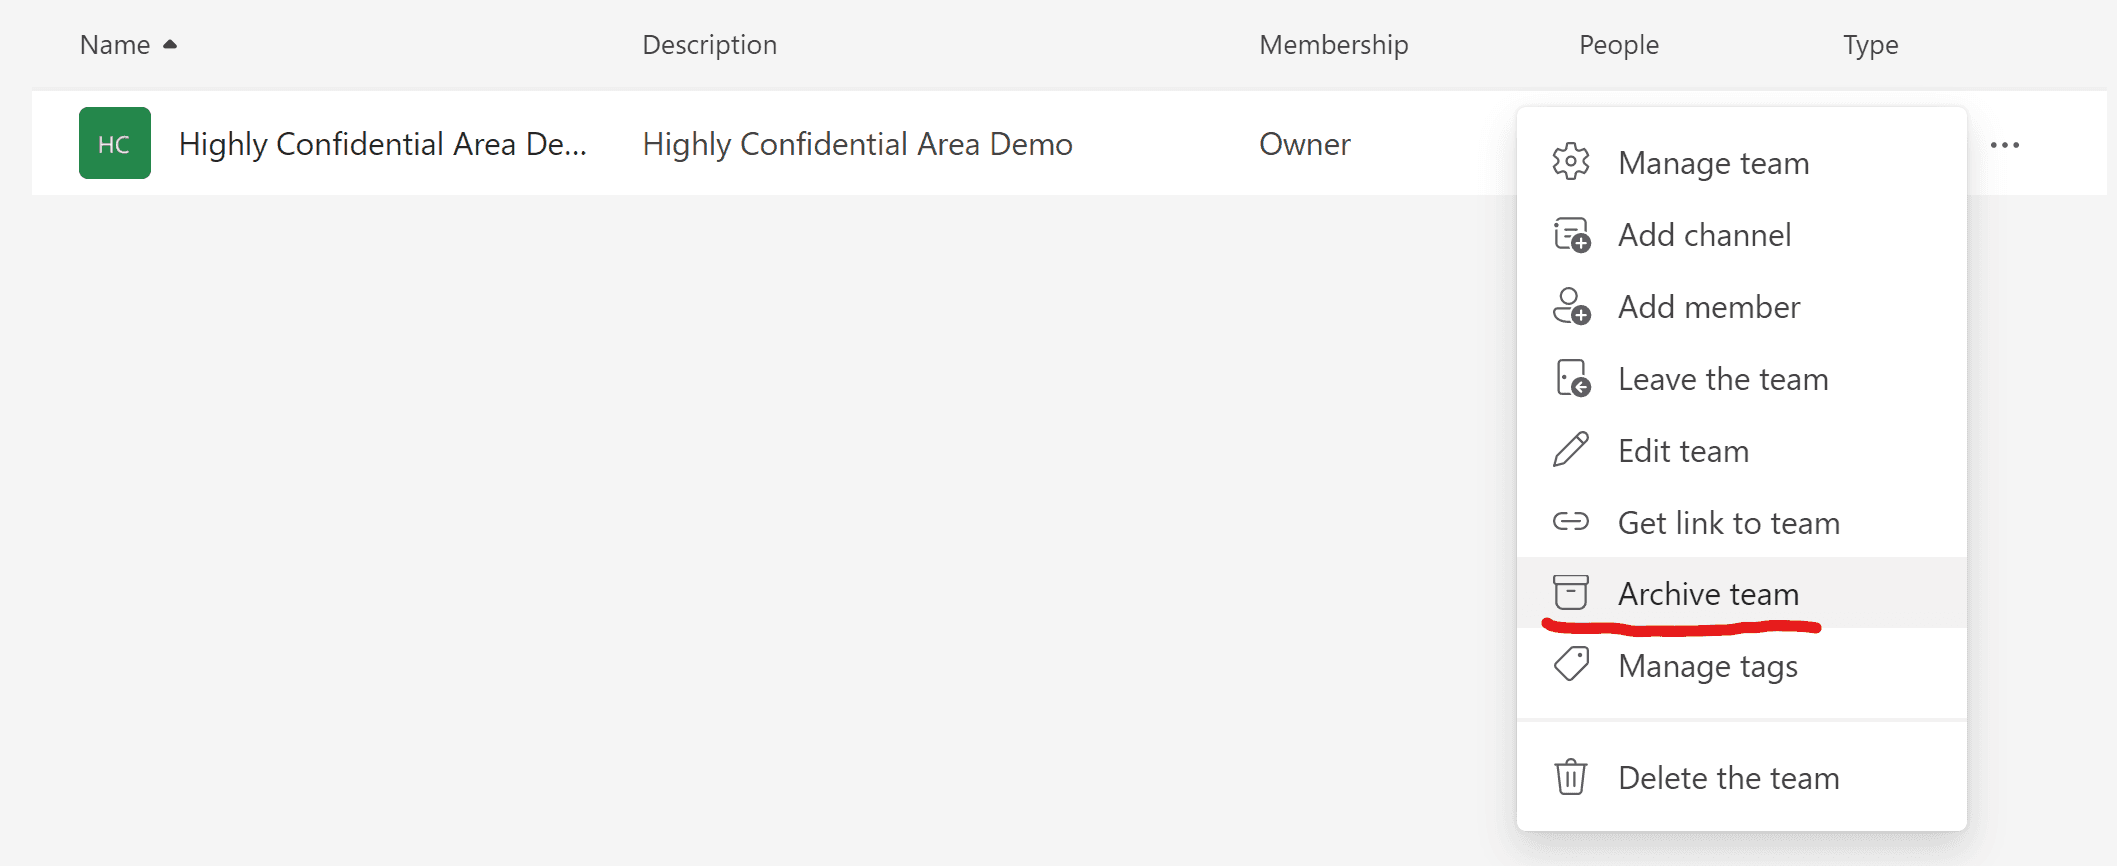 Name Description Membership People Type
HC Highly Confidential Area De... Highly Confidential Area Demo Owner ...
Manage team
Add channel
Add member
Leave the team
Edit team
Get link to team
Archive team
Manage tags
Delete the team